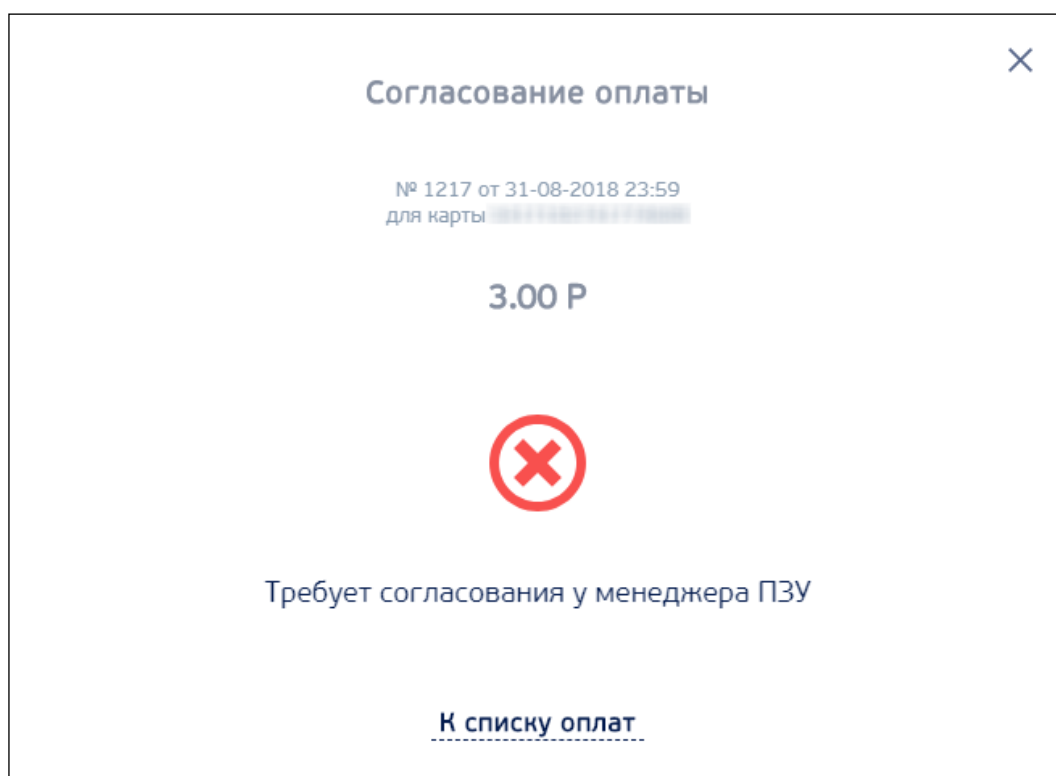 Согласование оплаты
№ 1217 от 31-08-2018 23:59
для карты
3.00 Р
Требует согласования у менеджера ПЗУ
К списку оплат